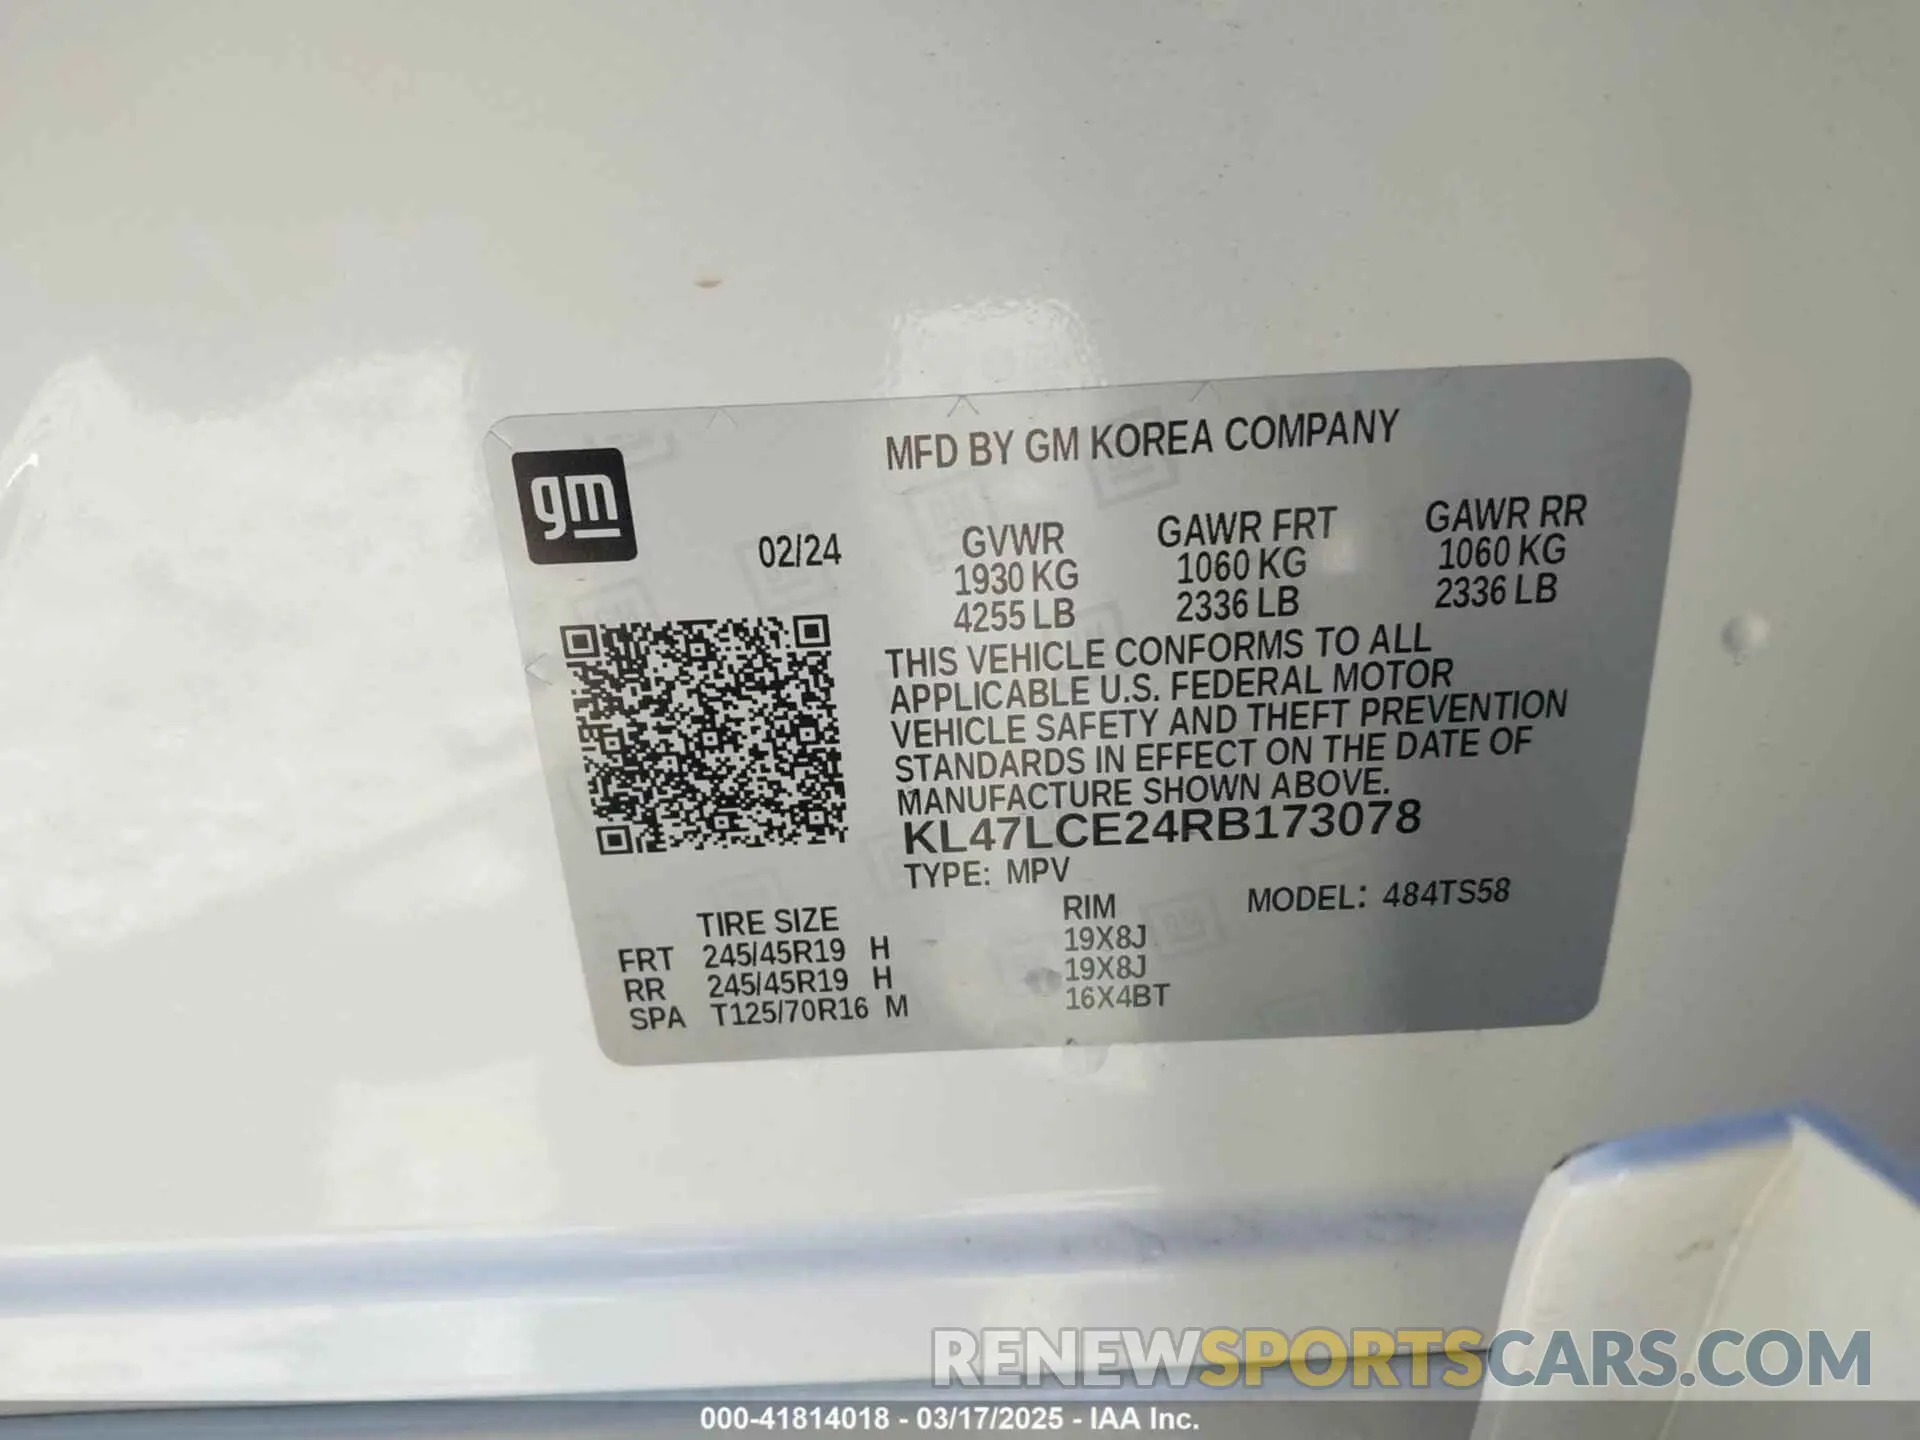 MFD BY GM KOREA COMPANY
gm
02/24
GVWR GAWR FRT GAWR RR
1930 KG 1060 KG 1060 KG
4255 LB 2336 LB 2336 LB
THIS VEHICLE CONFORMS TO ALL
APPLICABLE U.S. FEDERAL MOTOR
VEHICLE SAFETY AND THEFT PREVENTION
STANDARDS IN EFFECT ON THE DATE OF
MANUFACTURE SHOWN ABOVE.
KL47LCE24RB173078
TYPE: MPV
TIRE SIZE RIM MODEL: 484TS58
FRT 245/45R19 H 19X8J
RR 245/45R19 H 19X8J
SPA T125/70R16 M 16X4BT
RENEWSPORTSCARS.COM
000-41814018 - 03/17/2025 - IAA Inc.